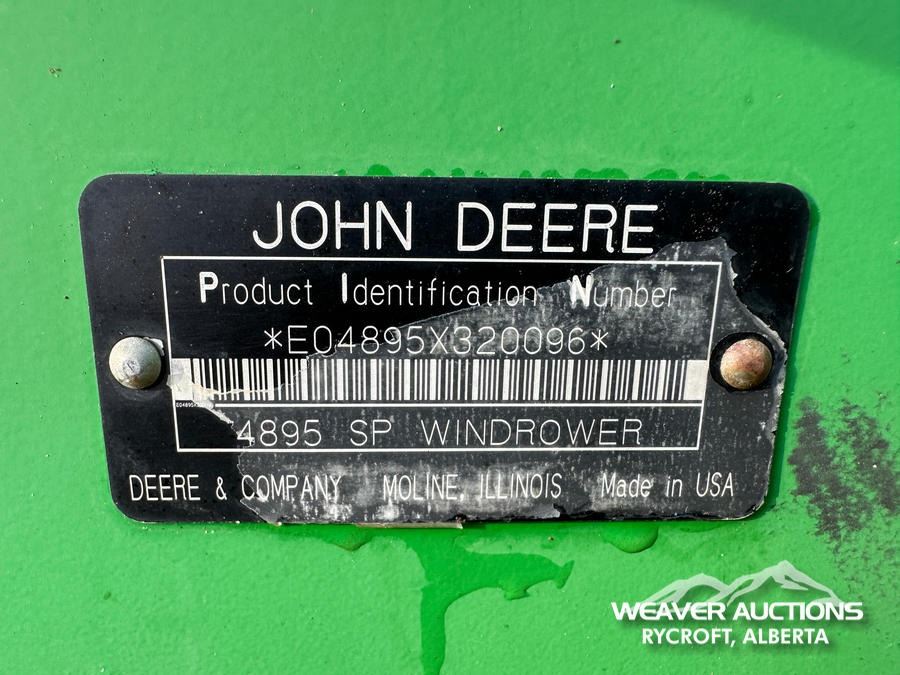 JOHN DEERE
Product Identification Number
*E04895X320096*
4895 SP WINDROWER
DEERE & COMPANY MOLINE, ILLINOIS Made in USA
WEAVER AUCTIONS
RYCROFT, ALBERTA